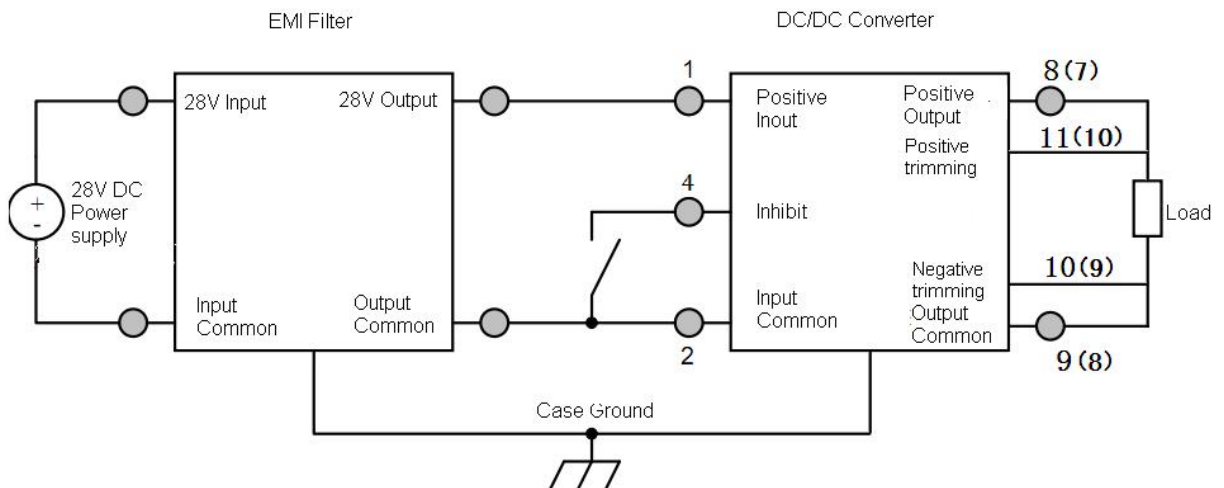 EMI Filter
DC/DC Converter
28V Input
28V Output
1
Positive
Inout
Positive
Output
8(7)
Positive
trimming
11(10)
28V DC
Power
supply
+
-
4
Inhibit
Load
Input
Common
Output
Common
Input
Common
2
Negative
trimming
Output
Common
10(9)
9(8)
Case Ground